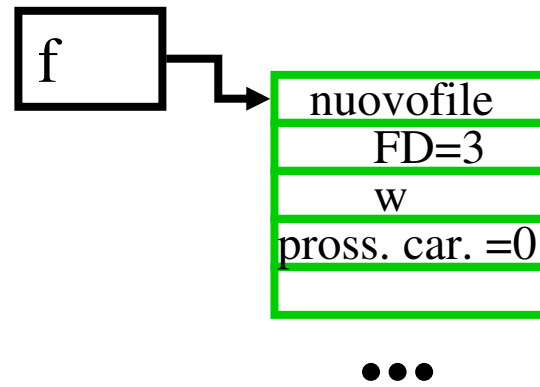 f
nuovofile
FD=3
w
pross. car. =0
•••